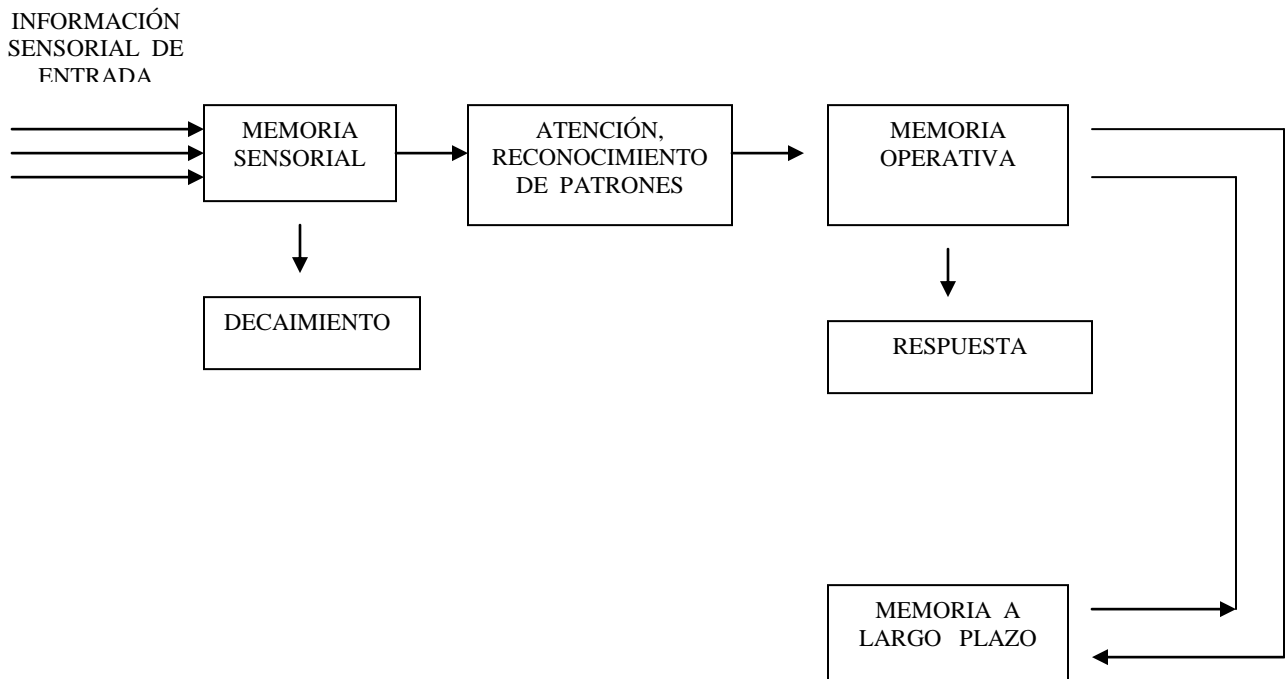 INFORMACIÓN
SENSORIAL DE
ENTRADA
MEMORIA
SENSORIAL
ATENCIÓN,
RECONOCIMIENTO
DE PATRONES
MEMORIA
OPERATIVA
DECAIMIENTO
RESPUESTA
MEMORIA A
LARGO PLAZO